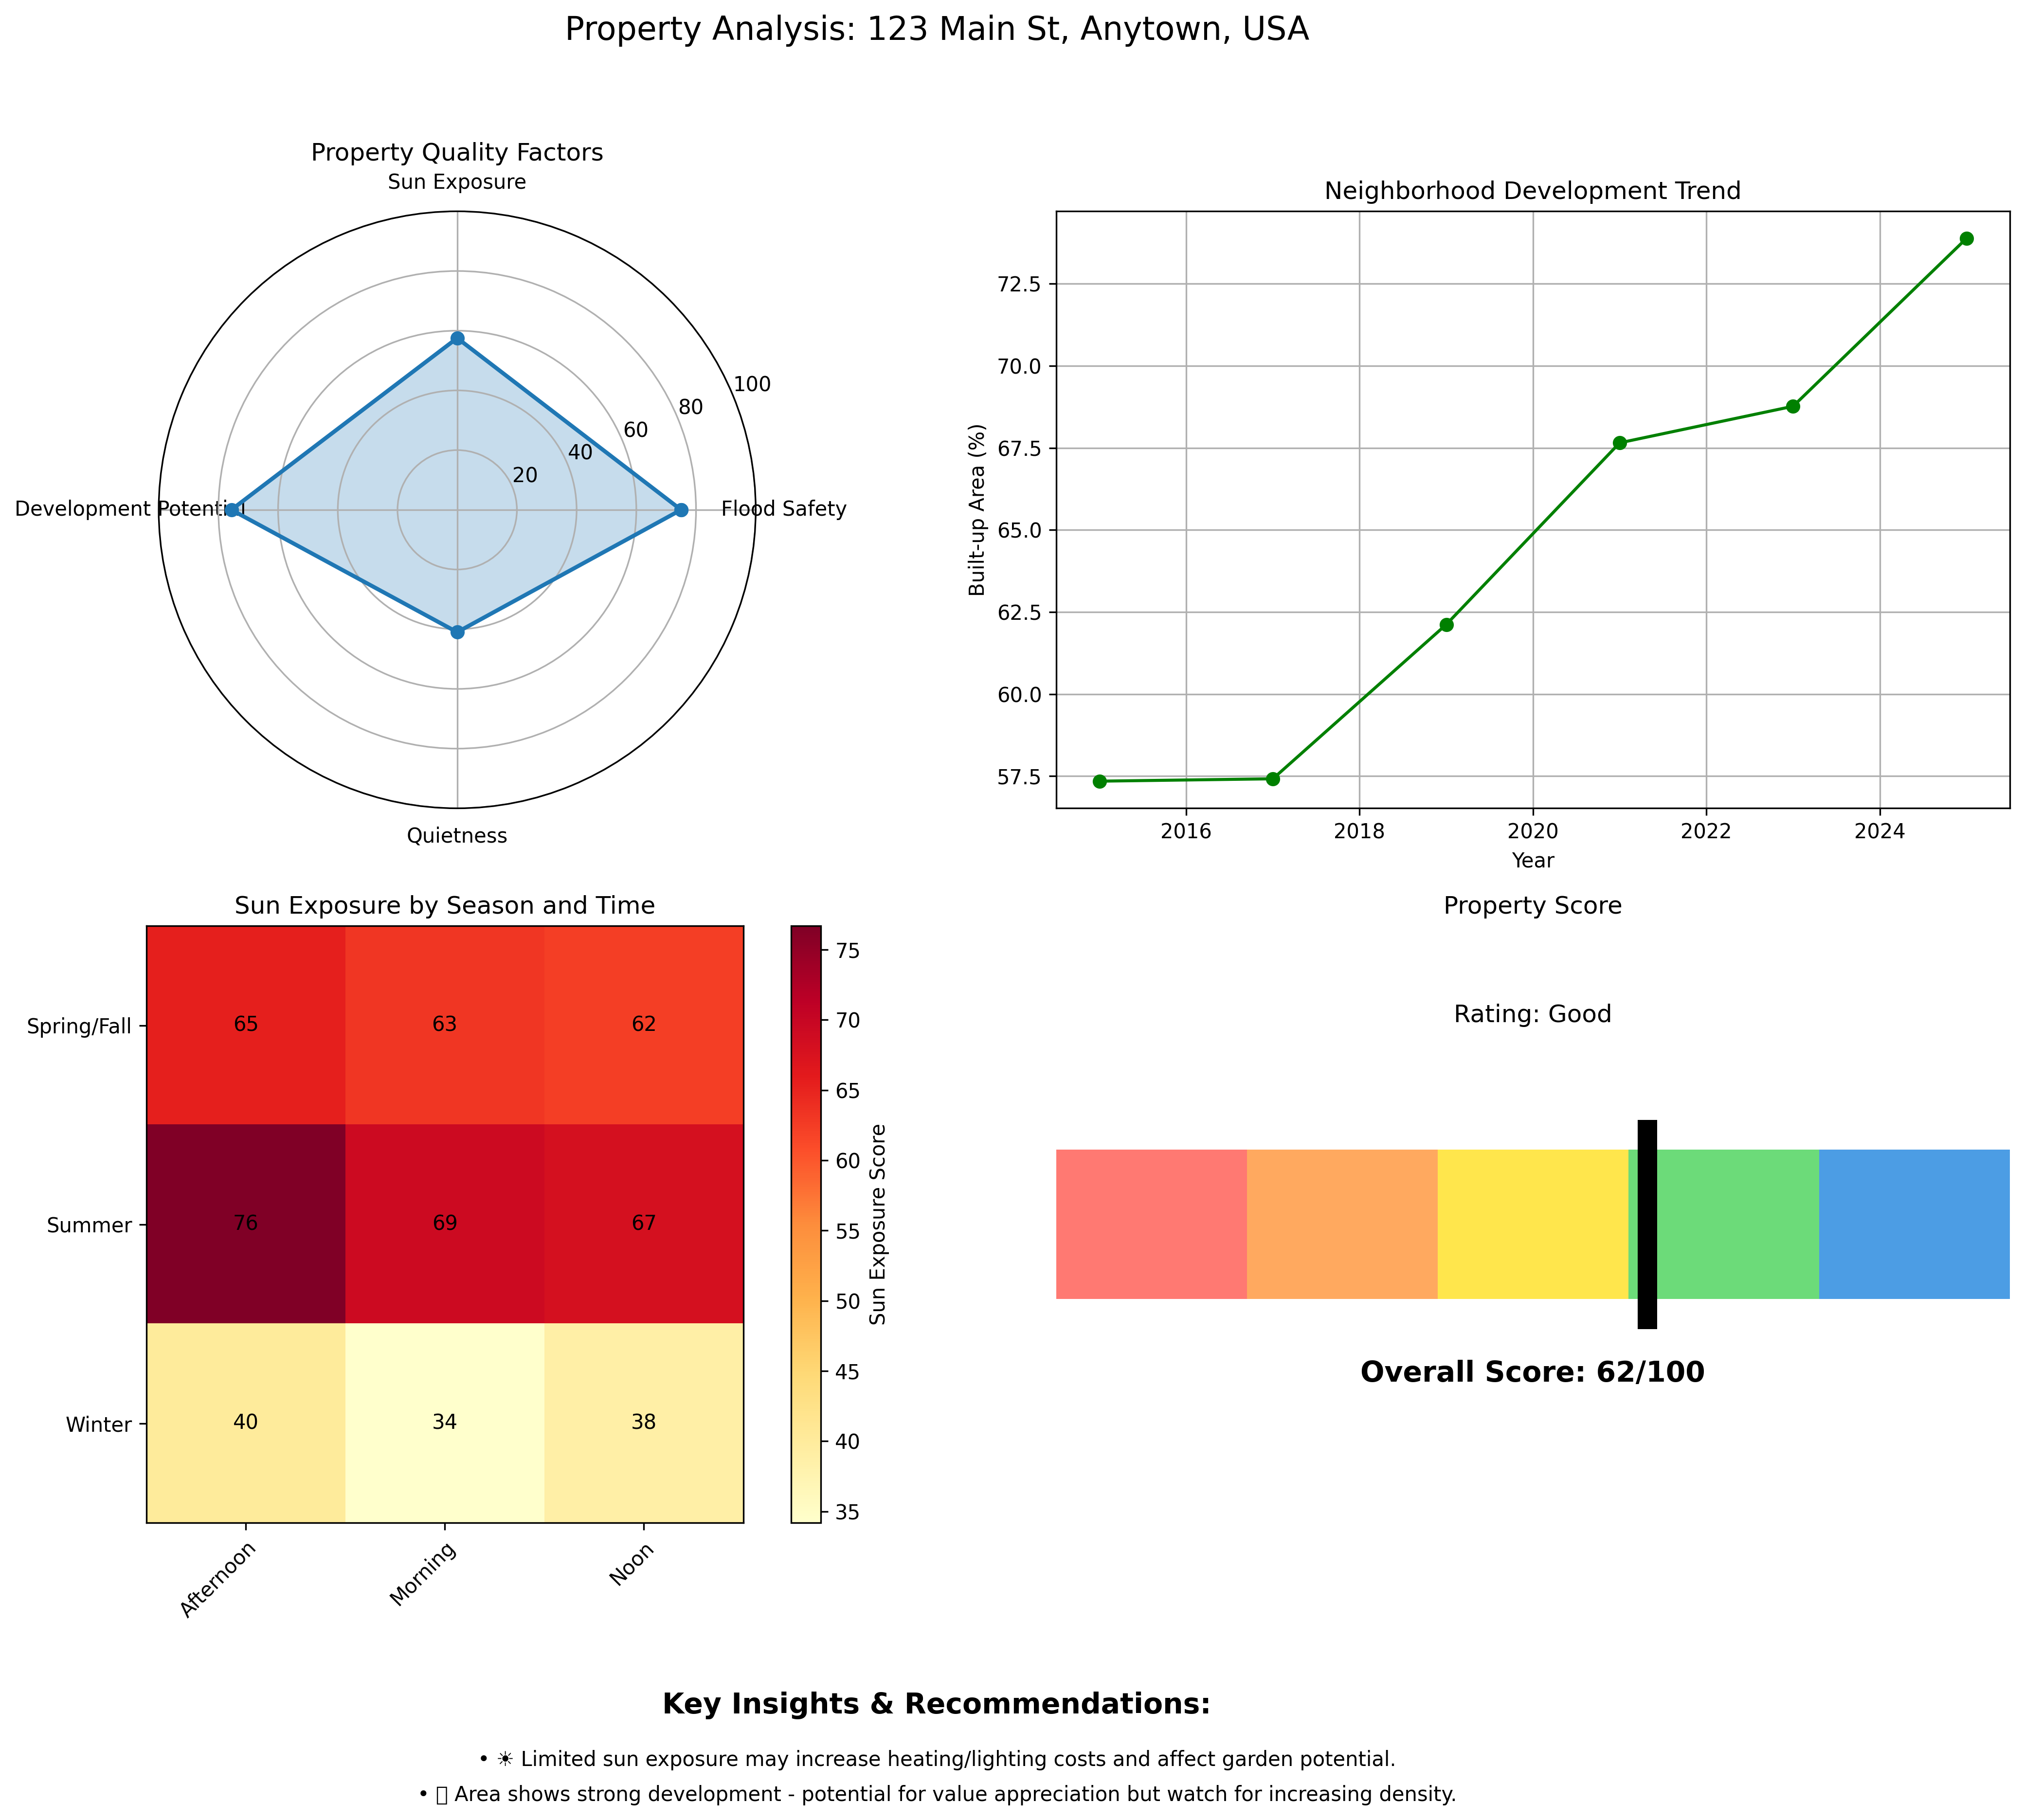 Property Analysis: 123 Main St, Anytown, USA
Property Quality Factors
Sun Exposure
100
80
60
40
20
Development Potential
Flood Safety
Quietness
Neighborhood Development Trend
Built-up Area (%)
72.5
70.0
67.5
65.0
62.5
60.0
57.5
2016 2018 2020 2022 2024
Year
Sun Exposure by Season and Time
Spring/Fall 65 63 62
Summer 76 69 67
Winter 40 34 38
Afternoon Morning Noon
75
70
65
60
55
50
45
40
35
Sun Exposure Score
Property Score
Rating: Good
Overall Score: 62/100
Key Insights & Recommendations:
• ☀ Limited sun exposure may increase heating/lighting costs and affect garden potential.
• Area shows strong development - potential for value appreciation but watch for increasing density.